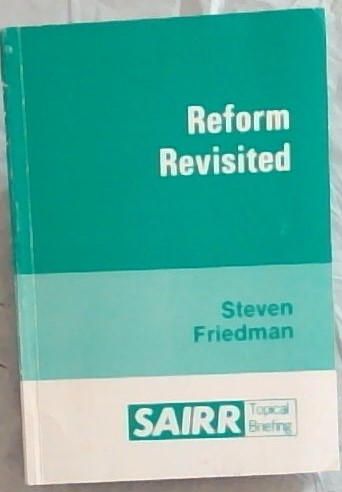 Reform
Revisited
Steven
Friedman
SAIRR Topical
Briefing